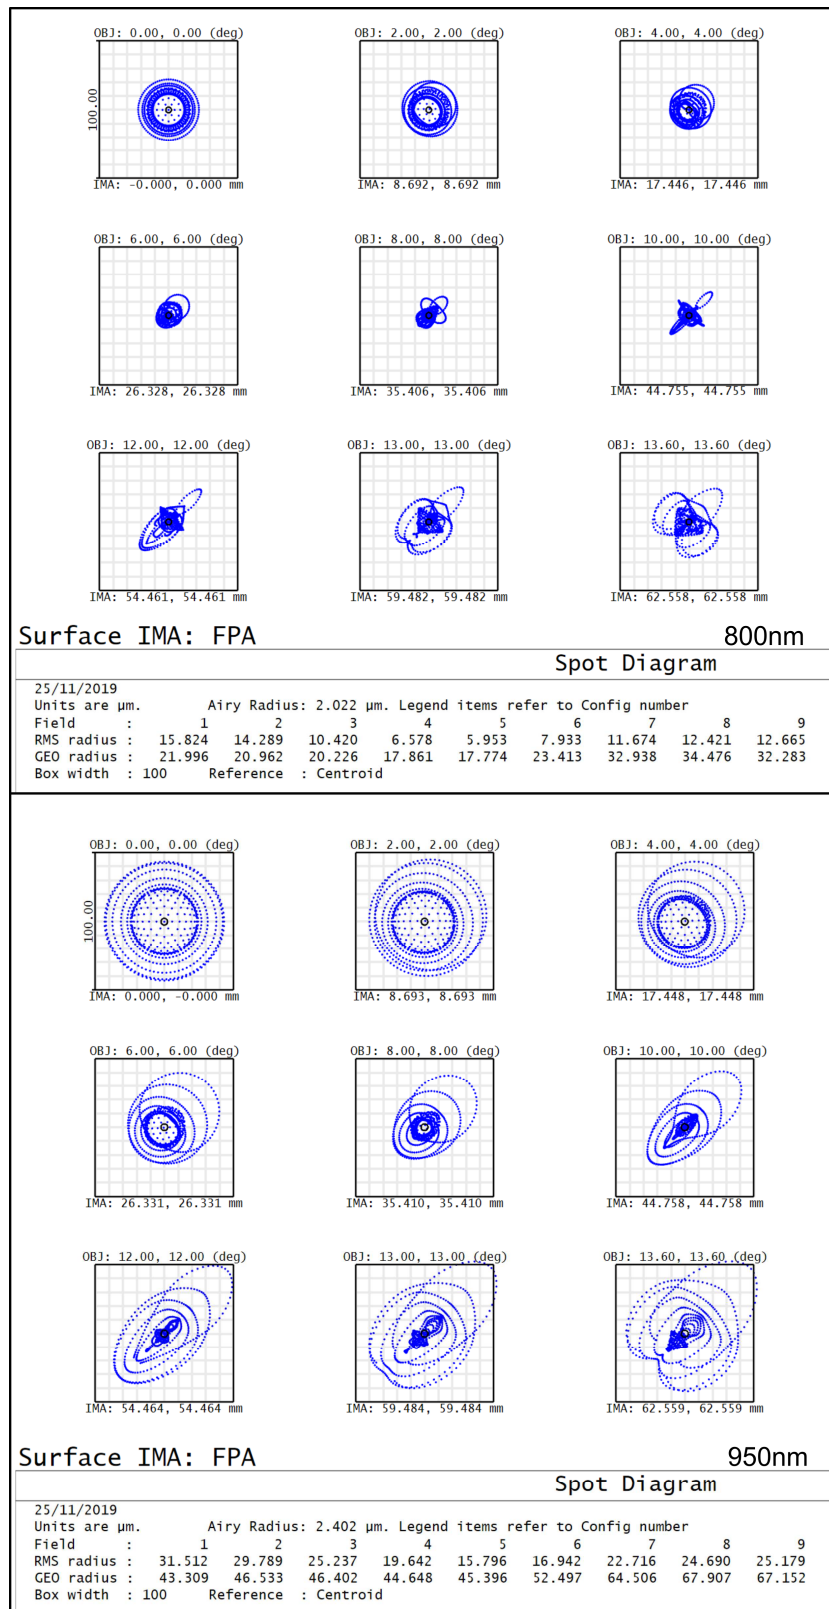 OBJ: 0.00, 0.00 (deg) OBJ: 2.00, 2.00 (deg) OBJ: 4.00, 4.00 (deg)
100.00
IMA: -0.000, 0.000 mm IMA: 8.692, 8.692 mm IMA: 17.446, 17.446 mm
OBJ: 6.00, 6.00 (deg) OBJ: 8.00, 8.00 (deg) OBJ: 10.00, 10.00 (deg)
IMA: 26.328, 26.328 mm IMA: 35.406, 35.406 mm IMA: 44.755, 44.755 mm
OBJ: 12.00, 12.00 (deg) OBJ: 13.00, 13.00 (deg) OBJ: 13.60, 13.60 (deg)
IMA: 54.461, 54.461 mm IMA: 59.482, 59.482 mm IMA: 62.558, 62.558 mm
Surface IMA: FPA 800nm
Spot Diagram
25/11/2019
Units are µm. Airy Radius: 2.022 µm. Legend items refer to Config number
Field : 1 2 3 4 5 6 7 8 9
RMS radius : 15.824 14.289 10.420 6.578 5.953 7.933 11.674 12.421 12.665
GEO radius : 21.996 20.962 20.226 17.861 17.774 23.413 32.938 34.476 32.283
Box width : 100 Reference : Centroid
OBJ: 0.00, 0.00 (deg) OBJ: 2.00, 2.00 (deg) OBJ: 4.00, 4.00 (deg)
100.00
IMA: 0.000, -0.000 mm IMA: 8.693, 8.693 mm IMA: 17.448, 17.448 mm
OBJ: 6.00, 6.00 (deg) OBJ: 8.00, 8.00 (deg) OBJ: 10.00, 10.00 (deg)
IMA: 26.331, 26.331 mm IMA: 35.410, 35.410 mm IMA: 44.758, 44.758 mm
OBJ: 12.00, 12.00 (deg) OBJ: 13.00, 13.00 (deg) OBJ: 13.60, 13.60 (deg)
IMA: 54.464, 54.464 mm IMA: 59.484, 59.484 mm IMA: 62.559, 62.559 mm
Surface IMA: FPA 950nm
Spot Diagram
25/11/2019
Units are µm. Airy Radius: 2.402 µm. Legend items refer to Config number
Field : 1 2 3 4 5 6 7 8 9
RMS radius : 31.512 29.789 25.237 19.642 15.796 16.942 22.716 24.690 25.179
GEO radius : 43.309 46.533 46.402 44.648 45.396 52.497 64.506 67.907 67.152
Box width : 100 Reference : Centroid